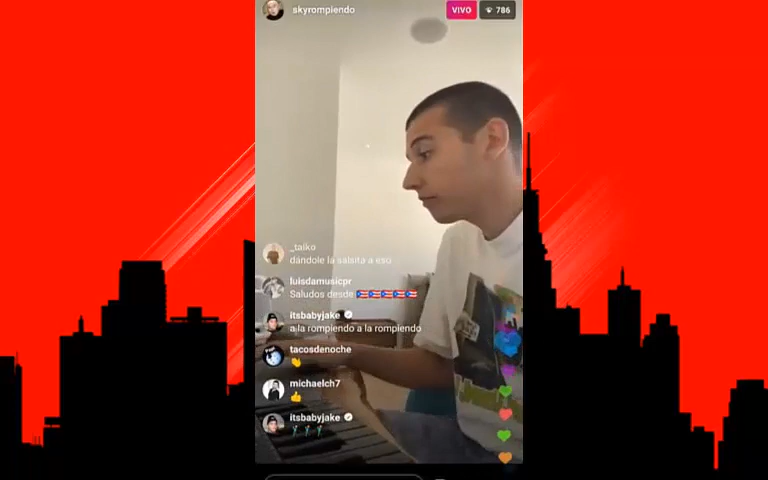 skyrompiendo
VIVO
786
_talko
dándole la salsita a eso
luisdamusicpr
Saludos desde 🇵🇷🇵🇷🇵🇷🇵🇷🇵🇷
itsbabyjake
a la rompiendo a la rompiendo
tacosdenoche
👏
michaelch7
👍
itsbabyjake